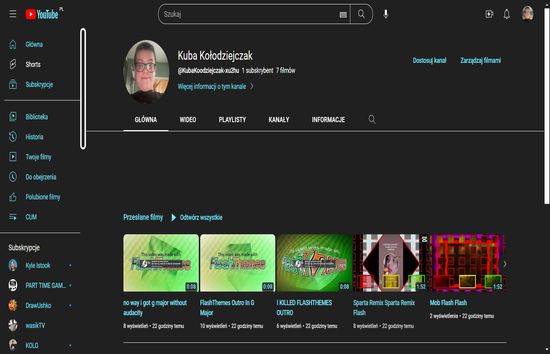 YouTube PL
Szukaj
Główna
Shorts
Subskrypcje
Biblioteka
Historia
Twoje filmy
Do obejrzenia
Polubione filmy
CUM
Subskrypcje
Kyle Istook
PART TIME GAM...
DrawUshko
wasikTV
KOLO
Kuba Kołodziejczak
@KubaKoodziejczak-xu2hu 1 subskrybent 7 filmów
Więcej informacji o tym kanale
Dostosuj kanał
Zarządzaj filmami
GŁÓWNA WIDEO PLAYLISTY KANAŁY INFORMACJE
Przesłane filmy Odtwórz wszystkie
0:08
0:08
0:08
1:52
1:52
no way i got g major without audacity
8 wyświetleń • 22 godziny temu
FlashThemes Outro In G Major
10 wyświetleń • 22 godziny temu
I KILLED FLASHTHEMES OUTRO
6 wyświetleń • 22 godziny temu
Sparta Remix Sparta Remix Flash
8 wyświetleń • 22 godziny temu
Mob Flash Flash
2 wyświetlenia • 22 godziny temu